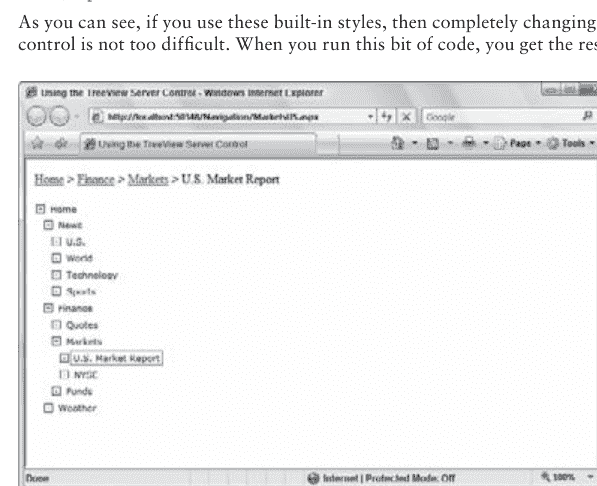 As you can see, if you use these built-in styles, then completely changing
control is not too difficult. When you run this bit of code, you get the res
Using the TreeView Server Control - Windows Internet Explorer
Google
Using the TreeView Server Control
Page
Tools
Home > Finance > Markets > U.S. Market Report
Home
News
U.S.
World
Technology
Sports
Finance
Quotes
Markets
U.S. Market Report
NYSE
Funds
Weather
Done
Internet | Protected Mode: Off
100%